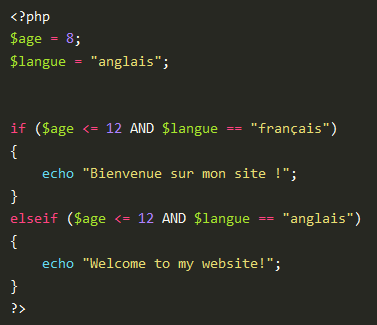 <?php
$age = 8;
$langue = "anglais";
if ($age <= 12 AND $langue == "français")
{
    echo "Bienvenue sur mon site !";
}
elseif ($age <= 12 AND $langue == "anglais")
{
    echo "Welcome to my website!";
}
?>